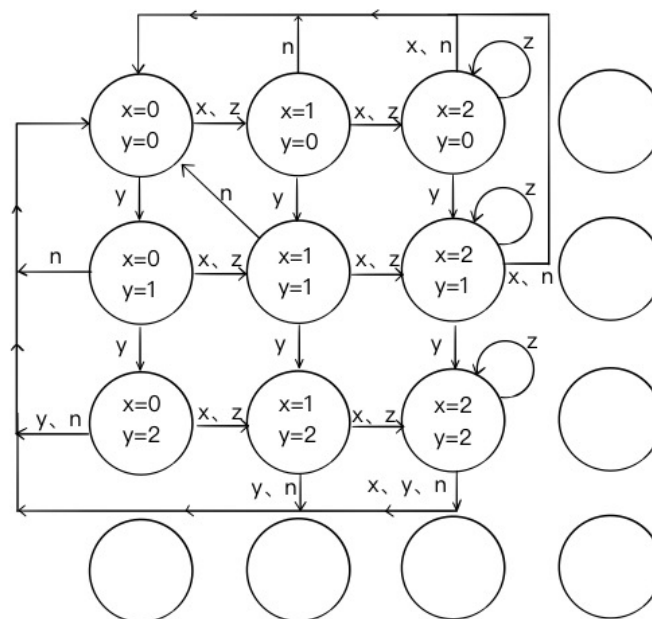 n
x、n
z
x=0
y=0
x、z
x=1
y=0
x、z
x=2
y=0
y
n
y
y
z
n
x=0
y=1
x、z
x=1
y=1
x、z
x=2
y=1
x、n
y
y
y
z
y、n
x=0
y=2
x、z
x=1
y=2
x、z
x=2
y=2
y、n
x、y、n